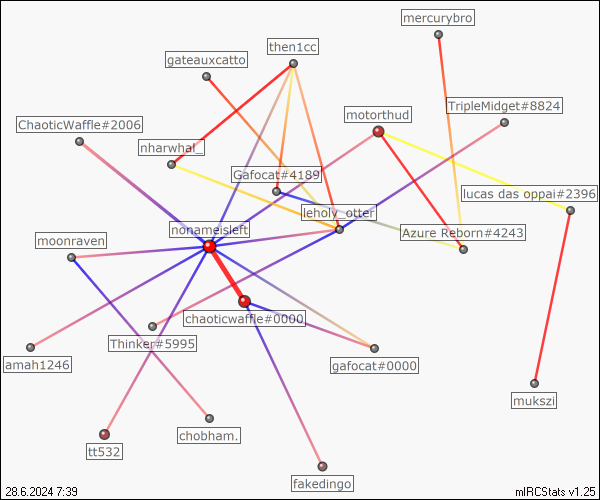 mercurybro
then1cc
gateauxcatto
TripleMidget#8824
motorthud
ChaoticWaffle#2006
nharwhal_
Gafocat#4189
lucas das oppai#2396
leholy_otter
nonameisleft
Azure Reborn#4243
moonraven
chaoticwaffle#0000
Thinker#5995
amah1246
gafocat#0000
mukszi
chobham.
tt532
fakedingo
28.6.2024 7:39
mIRCStats v1.25